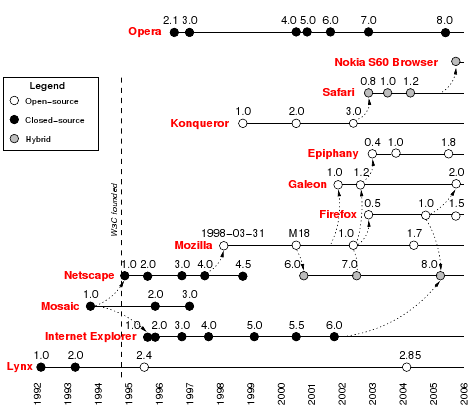 2.1 3.0 4.0 5.0 6.0 7.0 8.0
Opera
Nokia S60 Browser
Legend
Open-source
Closed-source
Hybrid
0.8 1.0 1.2
Safari
1.0 2.0 3.0
Konqueror
0.4 1.0 1.8
Epiphany
1.0 1.2 2.0
Galeon
0.5 1.0 1.5
Firefox
W3C founded
1998-03-31 M18 1.0 1.7
Mozilla
1.0 2.0 3.0 4.0 4.5 6.0 7.0 8.0
Netscape
1.0 2.0 3.0
Mosaic
1.0 2.0 3.0 4.0 5.0 5.5 6.0
Internet Explorer
1.0 2.0 2.4 2.85
Lynx
1992 1993 1994 1995 1996 1997 1998 1999 2000 2001 2002 2003 2004 2005 2006